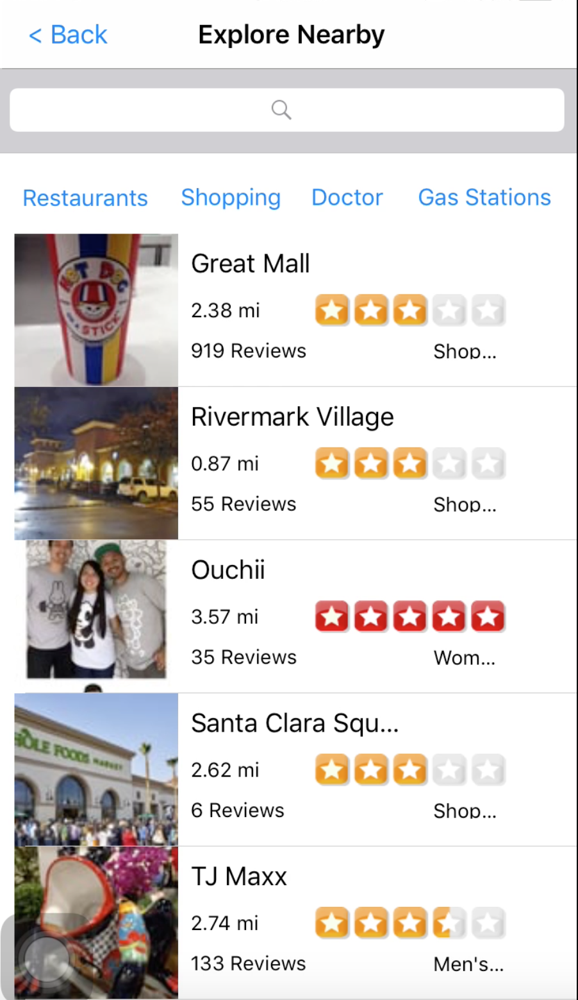 < Back
Explore Nearby
Restaurants
Shopping
Doctor
Gas Stations
HOT DOG
ON A
STICK
Great Mall
2.38 mi
919 Reviews
Shop...
Rivermark Village
0.87 mi
55 Reviews
Shop...
Ouchii
3.57 mi
35 Reviews
Wom...
HOLE FOODS MARKET
Santa Clara Squ...
2.62 mi
6 Reviews
Shop...
TJ Maxx
2.74 mi
133 Reviews
Men's...